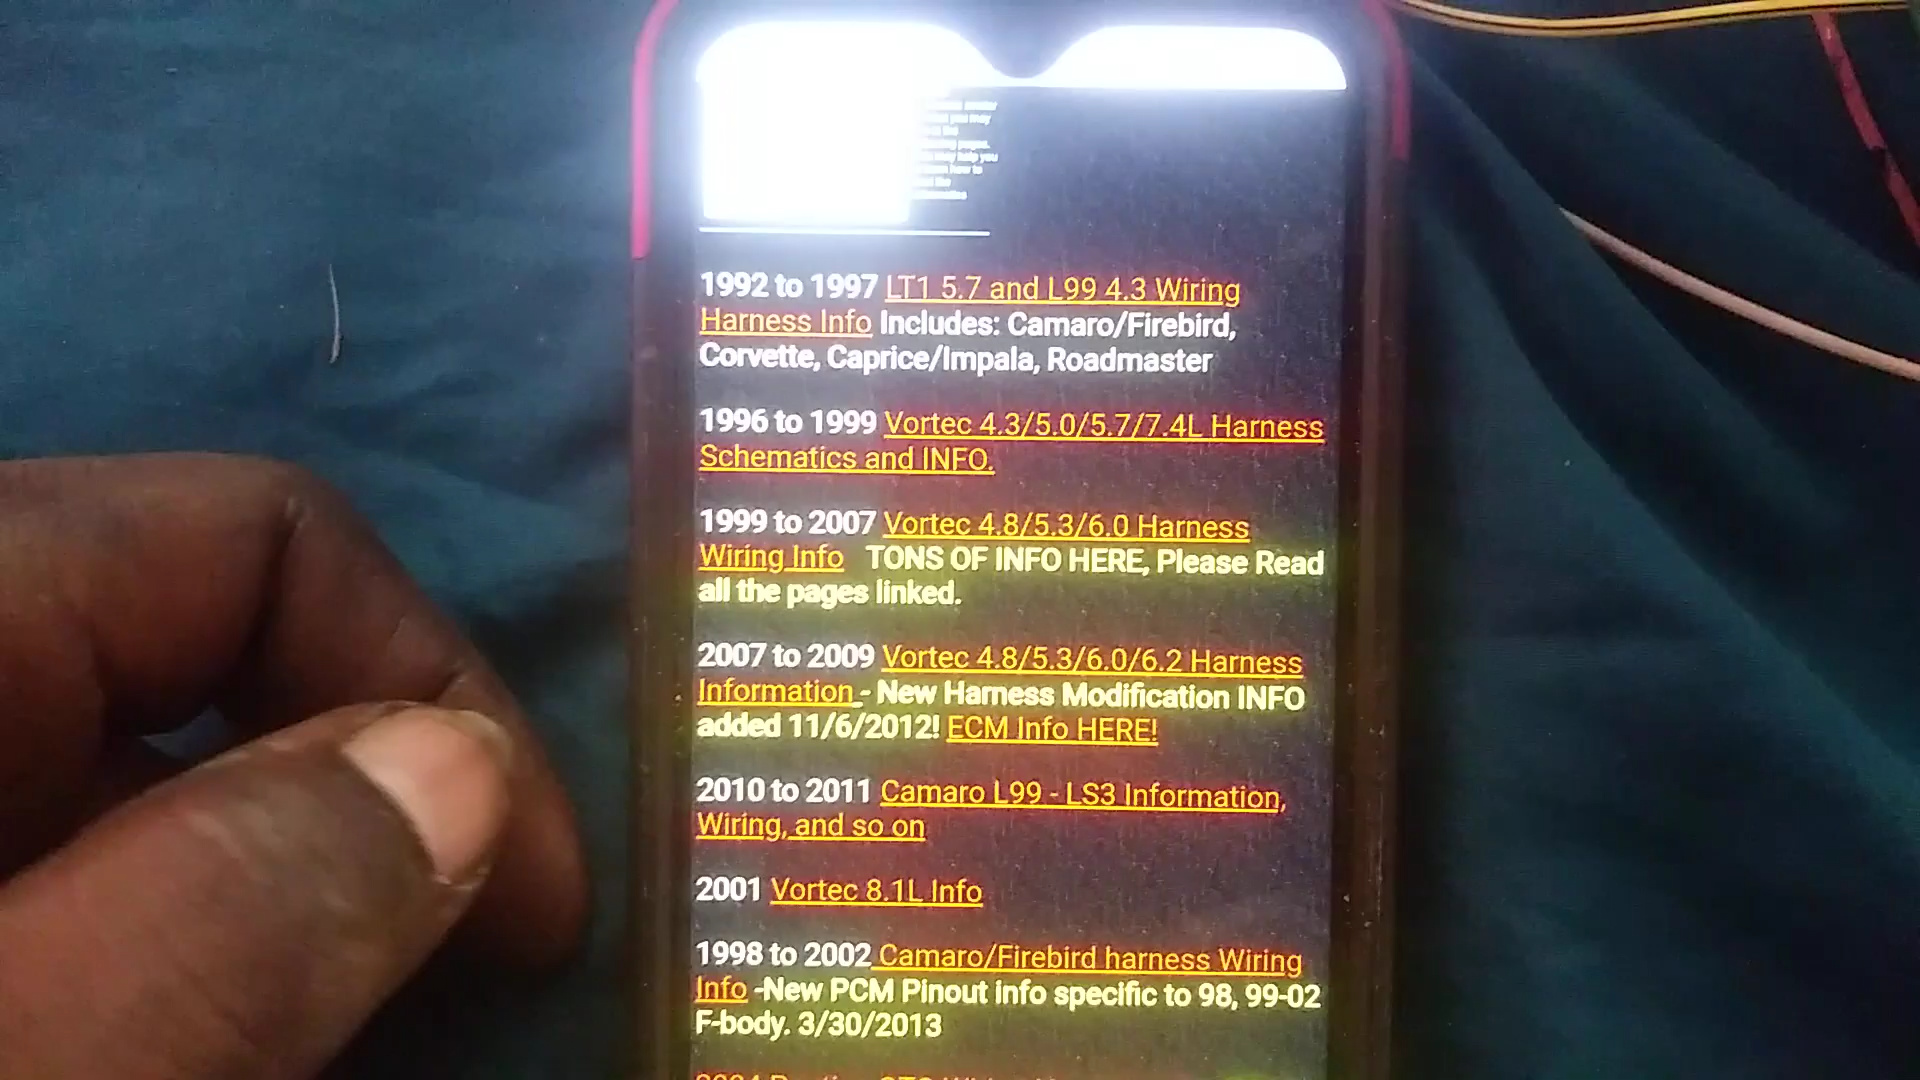 you may
help you
how to
1992 to 1997 LT1 5.7 and L99 4.3 Wiring
Harness Info Includes: Camaro/Firebird,
Corvette, Caprice/Impala, Roadmaster
1996 to 1999 Vortec 4.3/5.0/5.7/7.4L Harness
Schematics and INFO.
1999 to 2007 Vortec 4.8/5.3/6.0 Harness
Wiring Info TONS OF INFO HERE, Please Read
all the pages linked.
2007 to 2009 Vortec 4.8/5.3/6.0/6.2 Harness
Information - New Harness Modification INFO
added 11/6/2012! ECM Info HERE!
2010 to 2011 Camaro L99 - LS3 Information,
Wiring, and so on
2001 Vortec 8.1L Info
1998 to 2002 Camaro/Firebird harness Wiring
Info -New PCM Pinout info specific to 98, 99-02
F-body. 3/30/2013